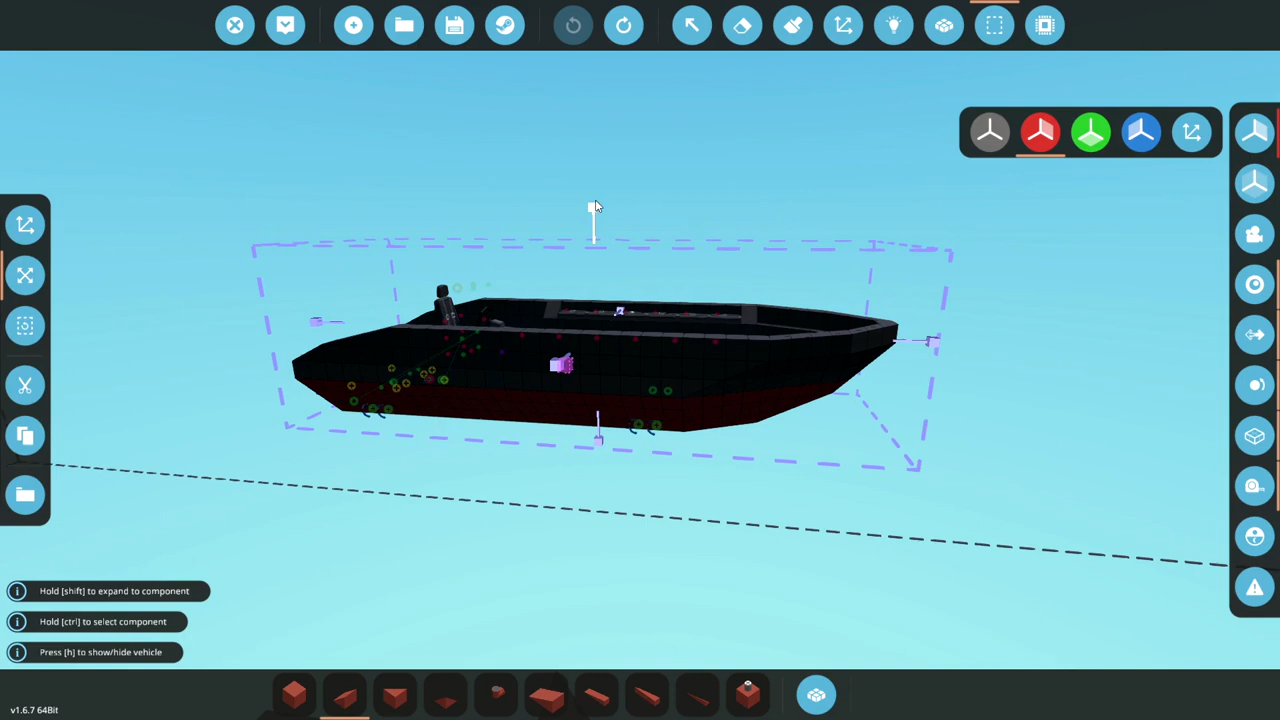 Hold [shift] to expand to component
Hold [ctrl] to select component
Press [h] to show/hide vehicle
v1.6.7 64Bit